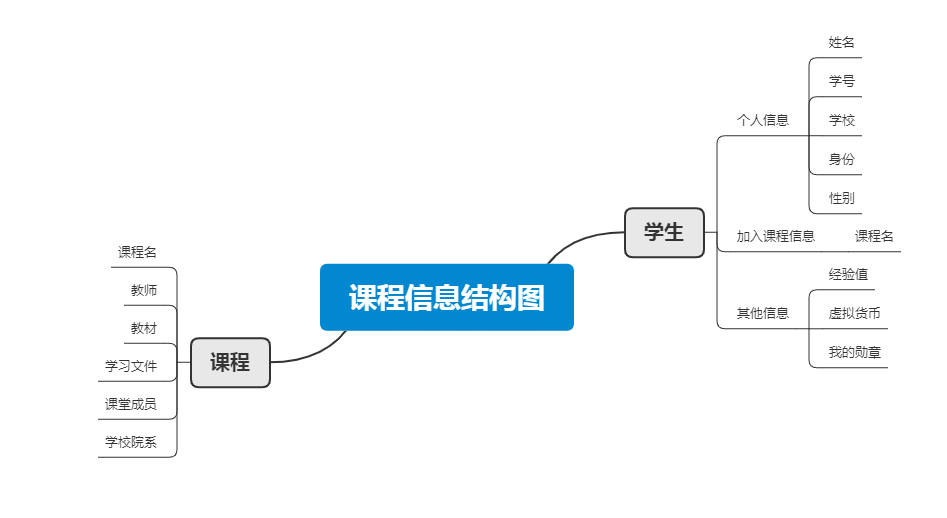 课程信息结构图
学生
个人信息
姓名
学号
学校
身份
性别
加入课程信息
课程名
其他信息
经验值
虚拟货币
我的勋章
课程
课程名
教师
教材
学习文件
课堂成员
学校院系